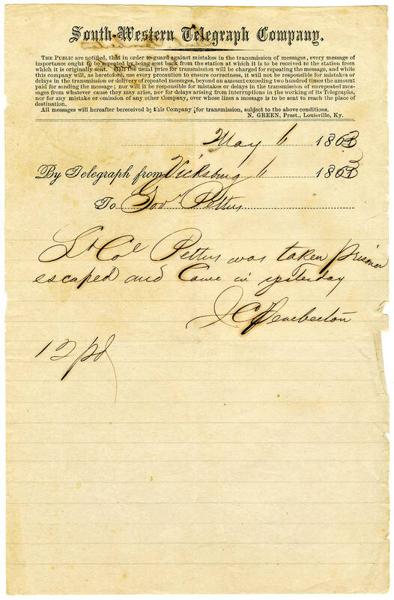 South-Western Telegraph Company.
THE PUBLIC are notified, that in order to guard against mistakes in the transmission of messages, every message of
importance ought to be repeated by being sent back from the station at which it is to be received to the station from
which it is originally sent. Half the usual price for transmission will be charged for repeating the message, and while
this company will, as heretofore, use every precaution to ensure correctness, it will not be responsible for mistakes or
delays in the transmission or delivery of repeated messages, beyond an amount exceeding two hundred times the amount
paid for sending the message; nor will it be responsible for mistakes or delays in the transmission of unrepeated messages
from whatever cause they may arise, nor for delays arising from interruptions in the working of its Telegraphs,
nor for any mistake or omission of any other Company, over whose lines a message is to be sent to reach the place of
destination.
All messages will hereafter be received by this Company for transmission, subject to the above conditions.
N. GREEN, Prest., Louisville, Ky.
May 6 1863
By Telegraph from Vicksburg 6 1863
To Gov Pettus
Lt Col Pettus was taken prisoner
escaped and Came in yesterday
J C Pemberton
12 pd